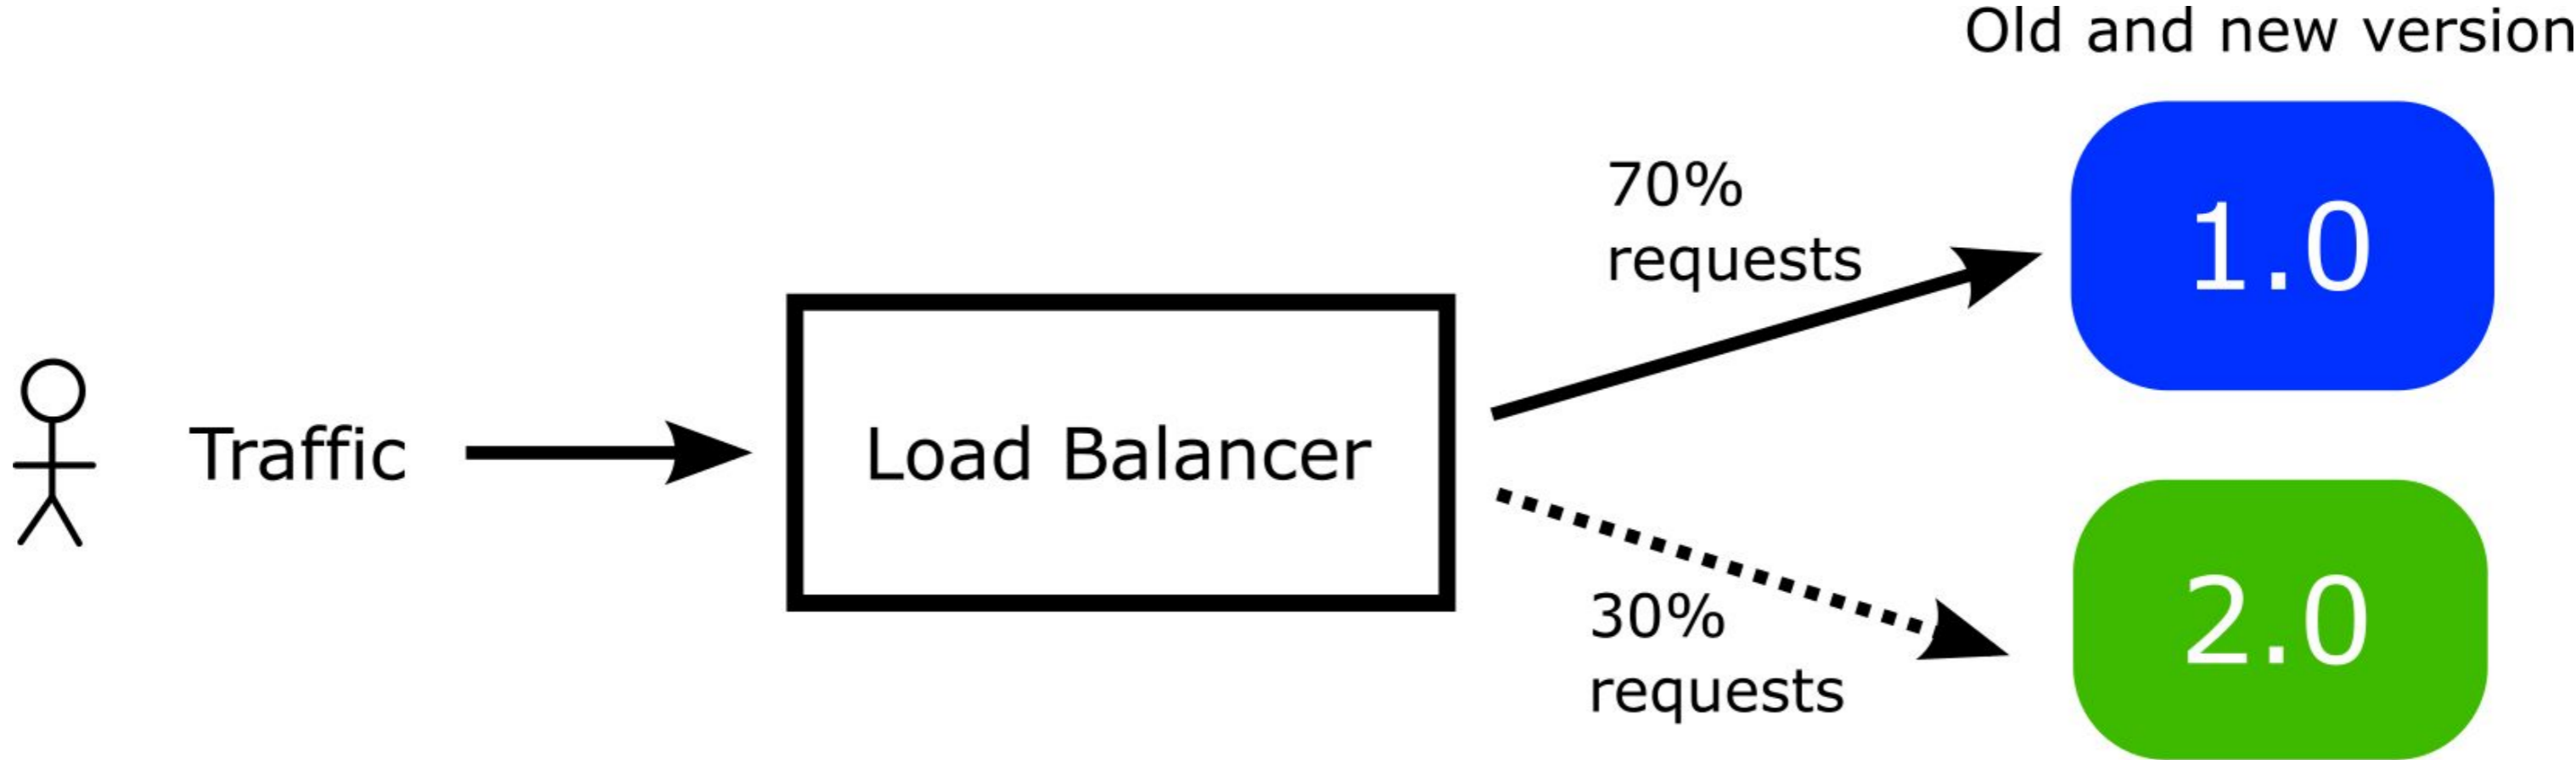 Old and new version
70%
requests
1.0
Traffic
Load Balancer
30%
requests
2.0